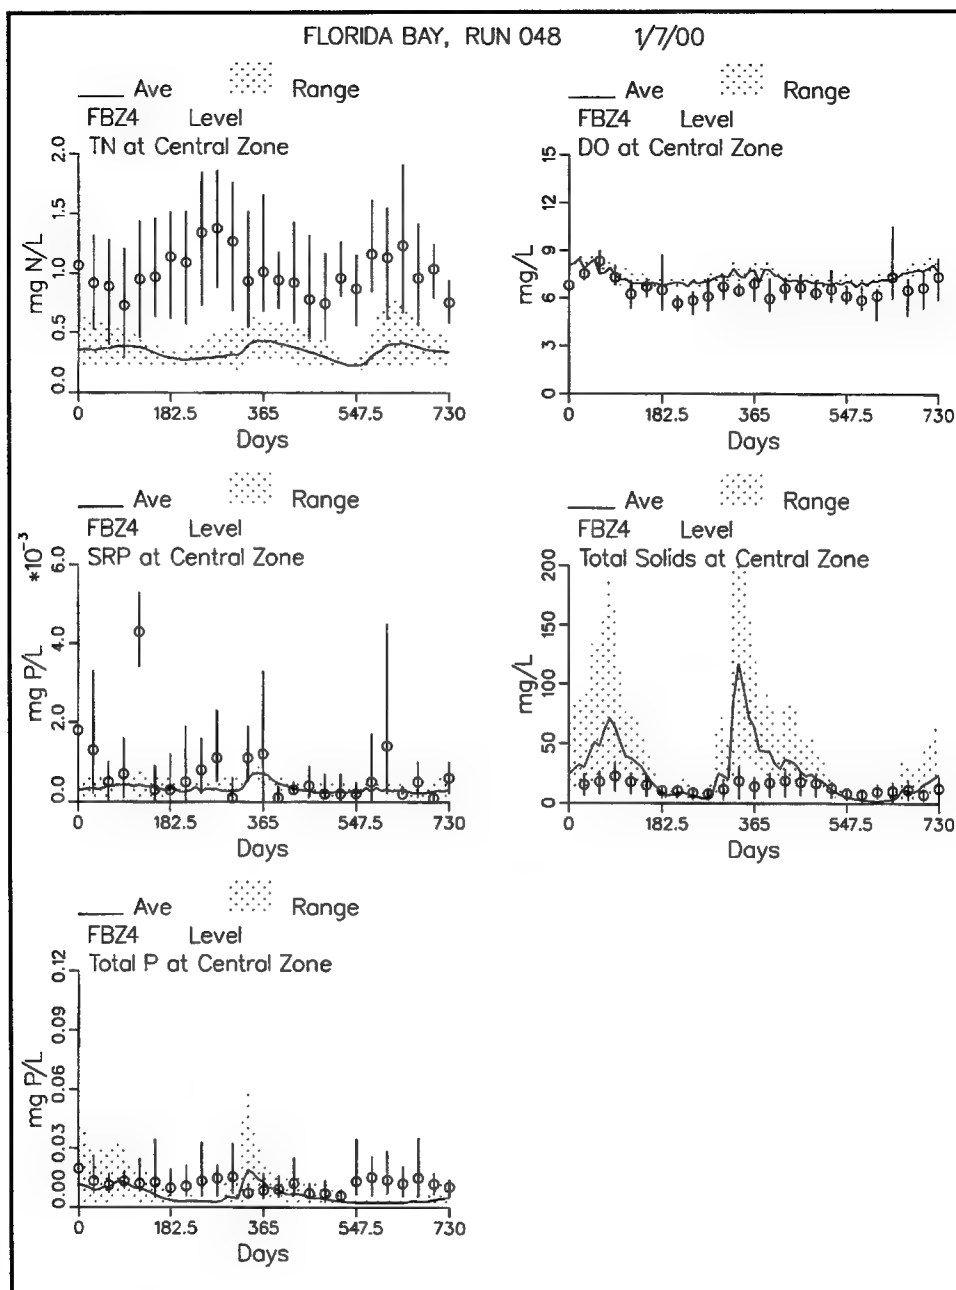 FLORIDA BAY, RUN 048 1/7/00
Ave Range
FBZ4 Level
TN at Central Zone
mg N/L
2.0
1.5
1.0
0.5
0.0
0 182.5 365 547.5 730
Days
Ave Range
FBZ4 Level
DO at Central Zone
mg/L
15
12
9
6
3
0
0 182.5 365 547.5 730
Days
Ave Range
FBZ4 Level
SRP at Central Zone
mg P/L *10-3
6.0
4.0
2.0
0.0
0 182.5 365 547.5 730
Days
Ave Range
FBZ4 Level
Total Solids at Central Zone
mg/L
200
150
100
50
0
0 182.5 365 547.5 730
Days
Ave Range
FBZ4 Level
Total P at Central Zone
mg P/L
0.12
0.09
0.06
0.03
0.00
0 182.5 365 547.5 730
Days